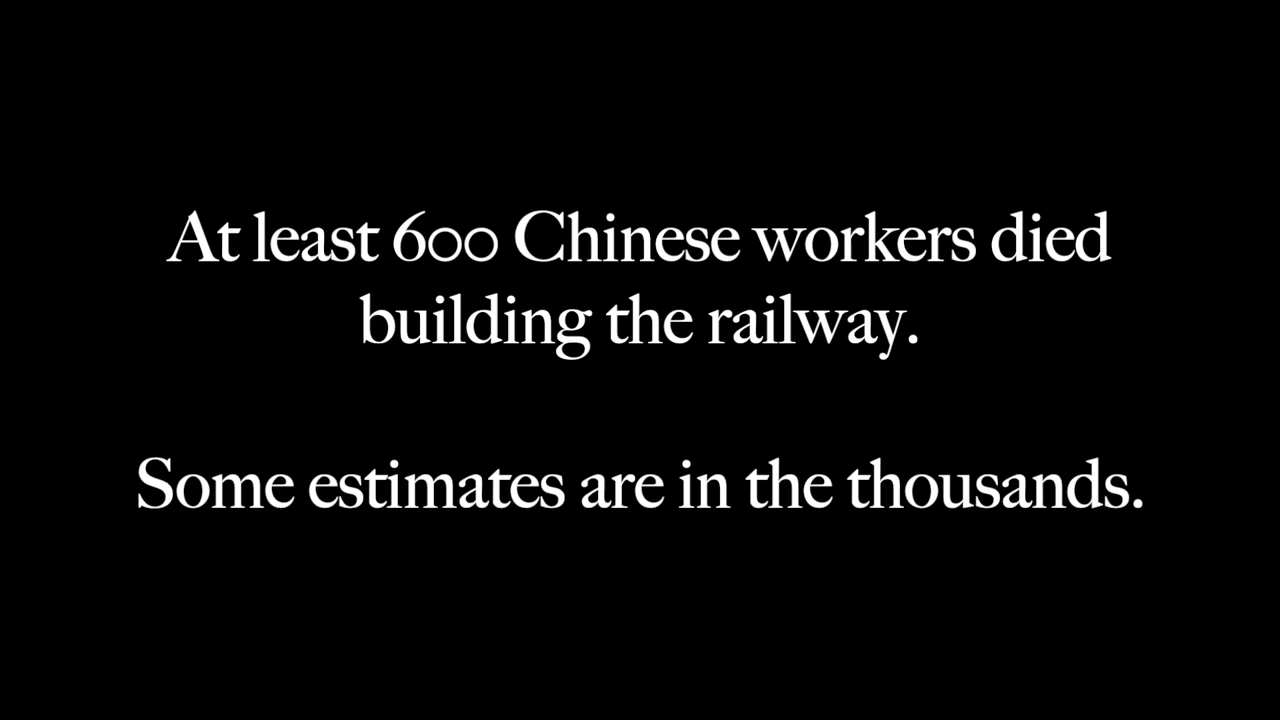 At least 600 Chinese workers died
building the railway.
Some estimates are in the thousands.